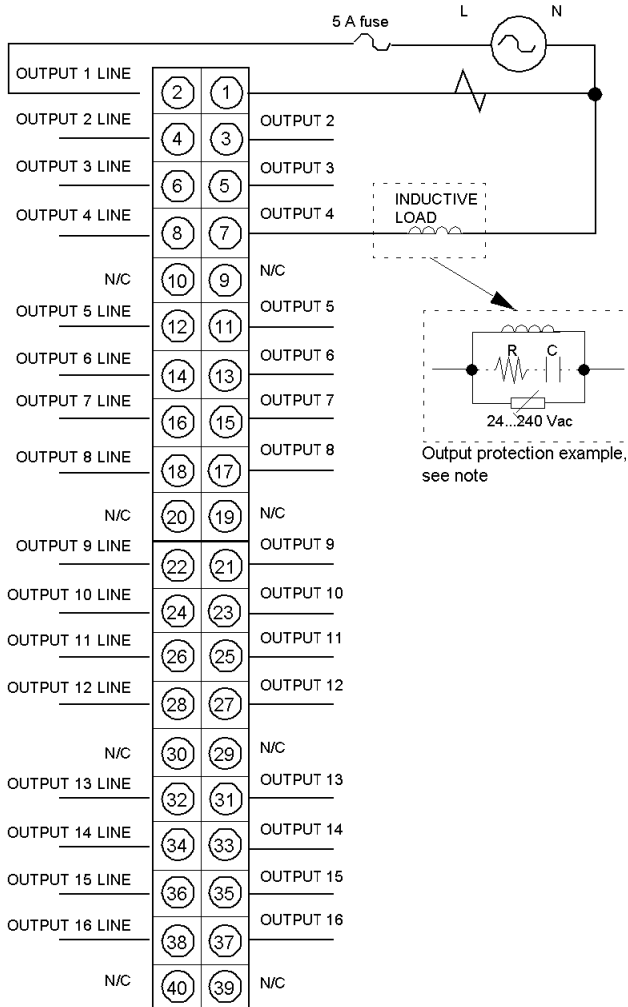 5 A fuse L N
OUTPUT 1 LINE 2 1
OUTPUT 2 LINE 4 3 OUTPUT 2
OUTPUT 3 LINE 6 5 OUTPUT 3
OUTPUT 4 LINE 8 7 OUTPUT 4
INDUCTIVE
LOAD
N/C 10 9 N/C
OUTPUT 5 LINE 12 11 OUTPUT 5
OUTPUT 6 LINE 14 13 OUTPUT 6
OUTPUT 7 LINE 16 15 OUTPUT 7
OUTPUT 8 LINE 18 17 OUTPUT 8
R C
24...240 Vac
Output protection example,
see note
N/C 20 19 N/C
OUTPUT 9 LINE 22 21 OUTPUT 9
OUTPUT 10 LINE 24 23 OUTPUT 10
OUTPUT 11 LINE 26 25 OUTPUT 11
OUTPUT 12 LINE 28 27 OUTPUT 12
N/C 30 29 N/C
OUTPUT 13 LINE 32 31 OUTPUT 13
OUTPUT 14 LINE 34 33 OUTPUT 14
OUTPUT 15 LINE 36 35 OUTPUT 15
OUTPUT 16 LINE 38 37 OUTPUT 16
N/C 40 39 N/C